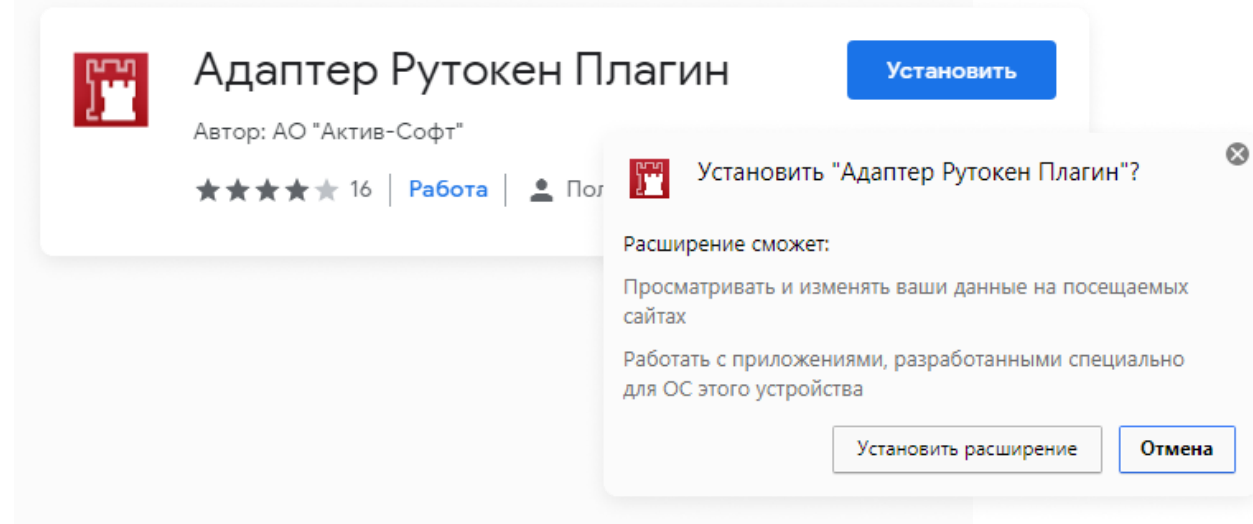 Адаптер Рутокен Плагин
Установить
Автор: АО "Актив-Софт"
16 | Работа |
Установить "Адаптер Рутокен Плагин"?
Расширение сможет:
Просматривать и изменять ваши данные на посещаемых
сайтах
Работать с приложениями, разработанными специально
для ОС этого устройства
Установить расширение
Отмена